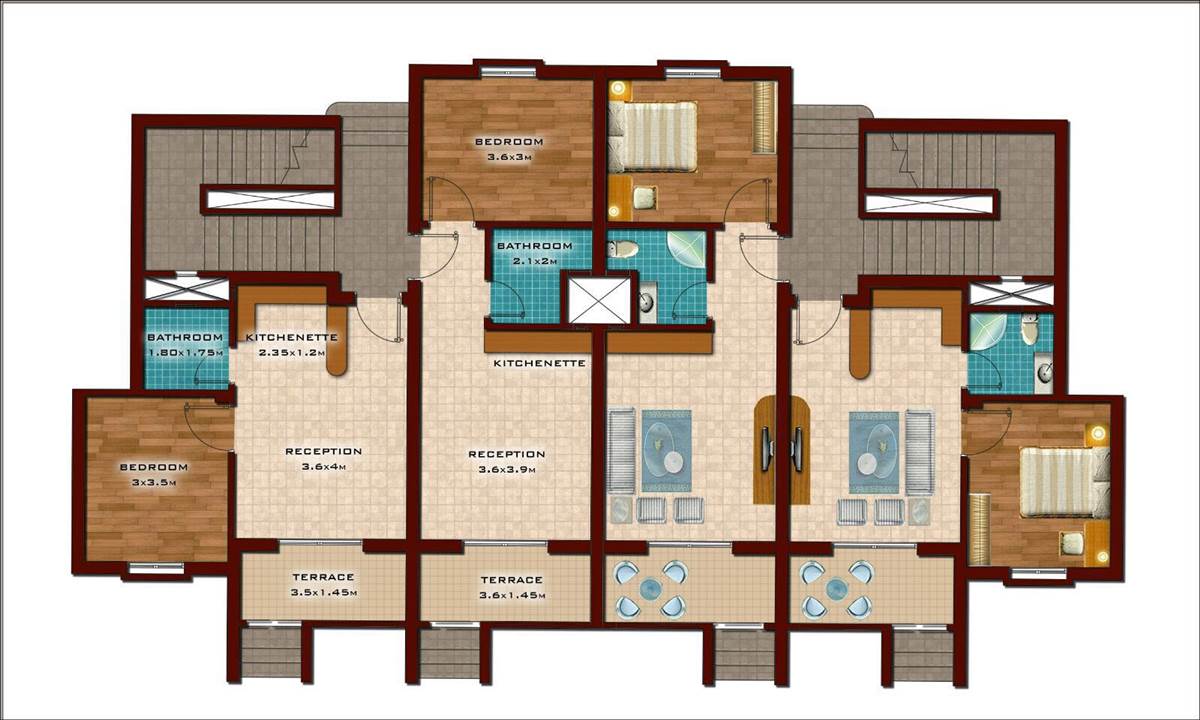 BEDROOM
3.6x3M
BATHROOM
2.1x2M
BATHROOM
1.80x1.75M
KITCHENETTE
2.35x1.2M
KITCHENETTE
RECEPTION
3.6x4M
RECEPTION
3.6x3.9M
BEDROOM
3x3.5M
TERRACE
3.5x1.45M
TERRACE
3.6x1.45M